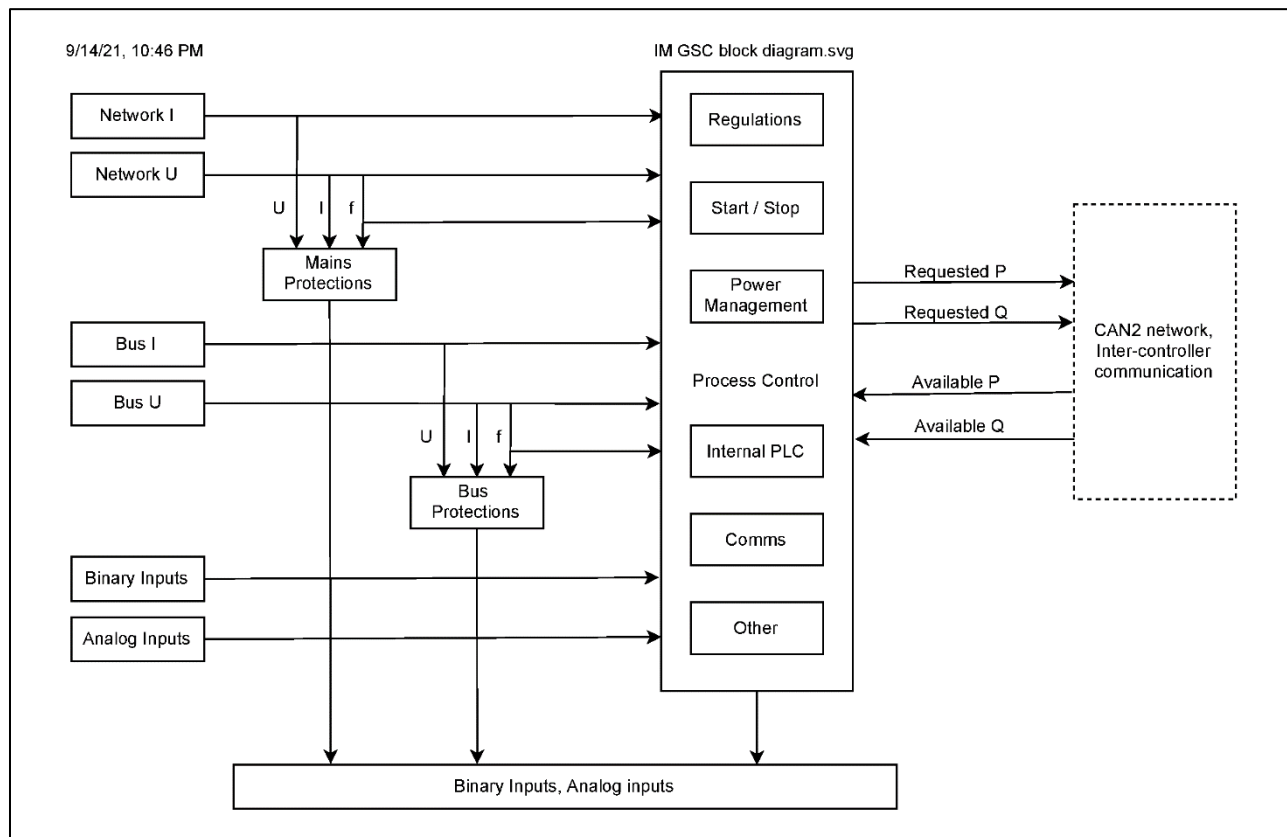 9/14/21, 10:46 PM
IM GSC block diagram.svg
Network I
Regulations
Network U
Start / Stop
U I f
Mains
Protections
Power
Management
Requested P
Requested Q
CAN2 network,
Inter-controller
communication
Bus I
Process Control
Available P
Bus U
Available Q
U I f
Internal PLC
Bus
Protections
Comms
Binary Inputs
Analog Inputs
Other
Binary Inputs, Analog inputs